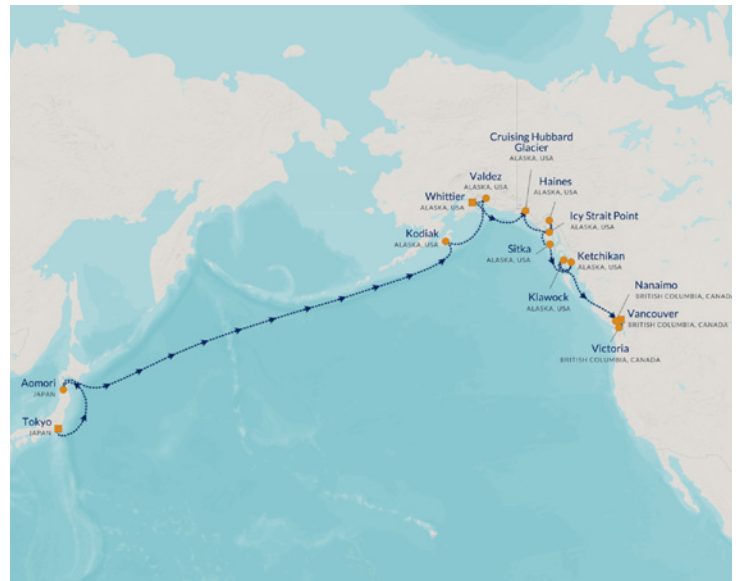 Cruising Hubbard
Glacier
ALASKA, USA
Valdez
ALASKA, USA
Haines
ALASKA, USA
Whittier
ALASKA, USA
Icy Strait Point
ALASKA, USA
Kodiak
ALASKA, USA
Sitka
ALASKA, USA
Ketchikan
ALASKA, USA
Klawock
ALASKA, USA
Nanaimo
BRITISH COLUMBIA, CANADA
Vancouver
BRITISH COLUMBIA, CANADA
Victoria
BRITISH COLUMBIA, CANADA
Aomori
JAPAN
Tokyo
JAPAN